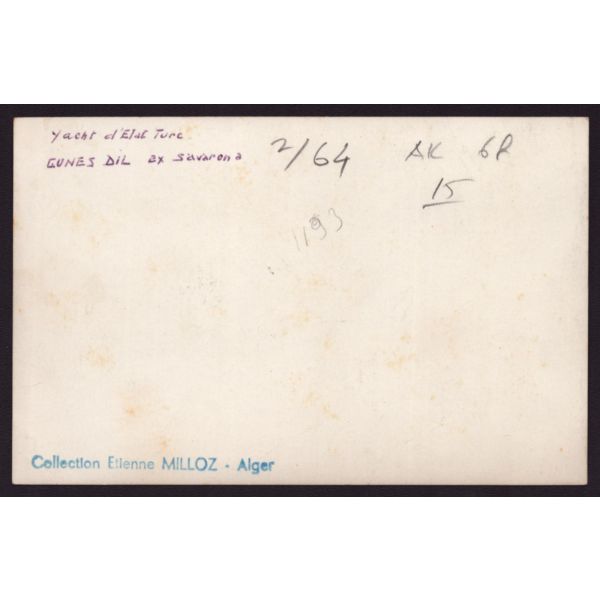 Yacht d'Etat Turc
GUNES DIL ex Savarona
2/64
AK 6R
15
1193
Collection Etienne MILLOZ - Alger